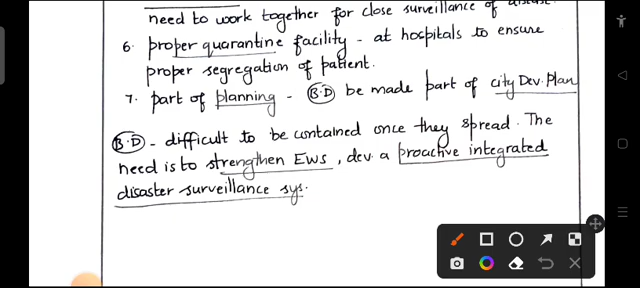 need to work together for close surveillance of disease
6. proper quarantine facility - at hospitals to ensure
proper segregation of patient.
7. part of planning - B.D be made part of city Dev. Plan
B.D - difficult to be contained once they spread. The
need is to strengthen EWS, dev. a proactive integrated
disaster surveillance sys.